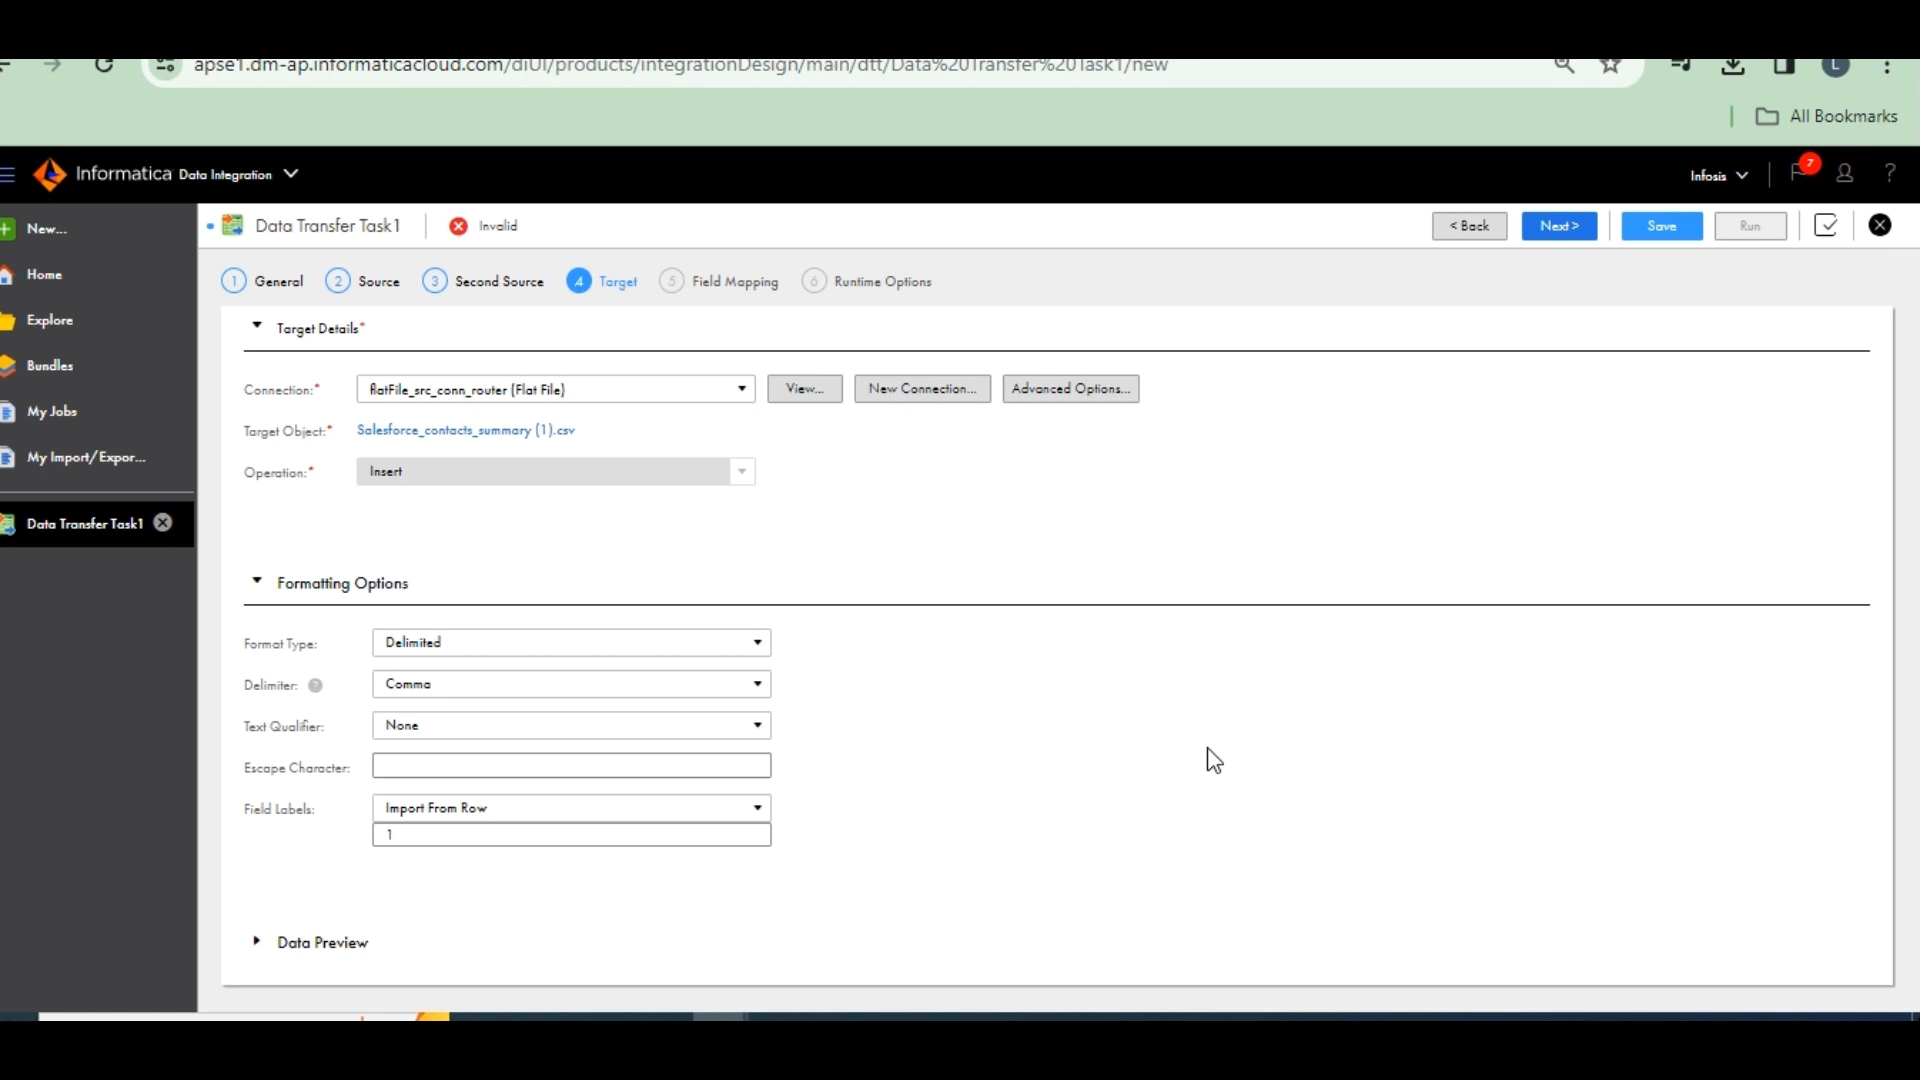 apse1.dm-ap.informaticacloud.com/diUI/products/integrationDesign/main/dtt/Data%20Transfer%20Task1/new
L
All Bookmarks
Informatica Data Integration
Infosis
7
?
New...
Home
Explore
Bundles
My Jobs
My Import/Expor...
Data Transfer Task1
Data Transfer Task1
Invalid
< Back
Next >
Save
Run
1 General
2 Source
3 Second Source
4 Target
5 Field Mapping
6 Runtime Options
Target Details*
Connection:* flatFile_src_conn_router (Flat File) View... New Connection... Advanced Options...
Target Object:* Salesforce_contacts_summary (1).csv
Operation:* Insert
Formatting Options
Format Type: Delimited
Delimiter: ? Comma
Text Qualifier: None
Escape Character:
Field Labels: Import From Row
1
Data Preview